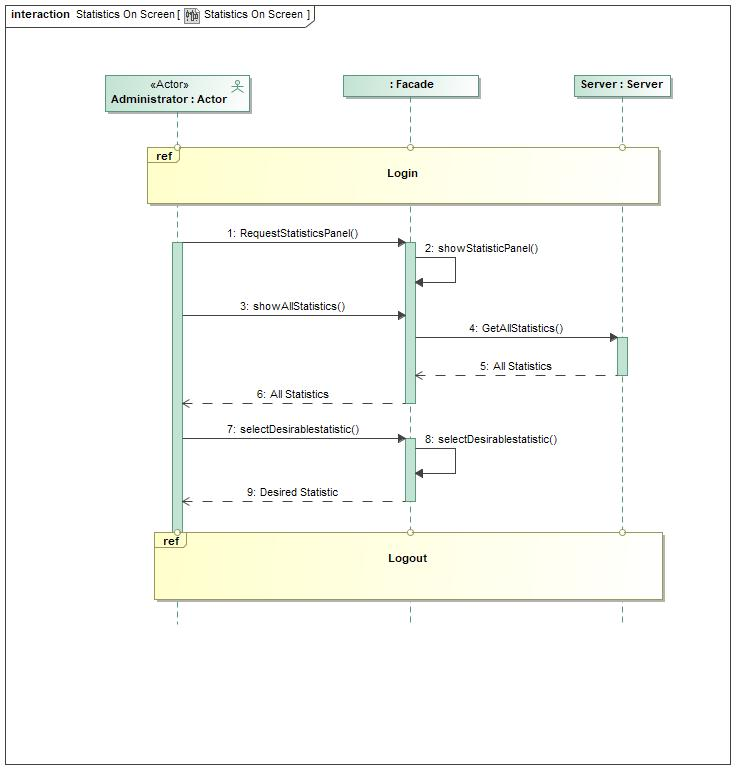 interaction Statistics On Screen [ Statistics On Screen ]
«Actor»
Administrator : Actor
: Facade
Server : Server
ref
Login
1: RequestStatisticsPanel()
2: showStatisticPanel()
3: showAllStatistics()
4: GetAllStatistics()
5: All Statistics
6: All Statistics
7: selectDesirablestatistic()
8: selectDesirablestatistic()
9: Desired Statistic
ref
Logout